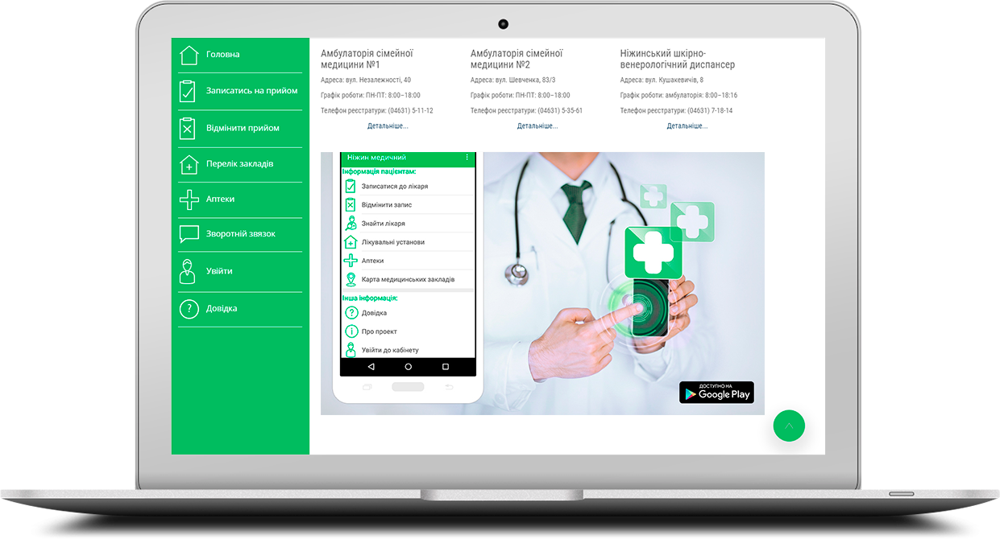 Головна
Записатись на прийом
Відмінити прийом
Перелік закладів
Аптеки
Зворотній звязок
Увійти
Довідка
Амбулаторія сімейної
медицини №1
Адреса: вул. Незалежності, 40
Графік роботи: ПН-ПТ: 8:00–18:00
Телефон реєстратури: (04631) 5-11-12
Детальніше...
Амбулаторія сімейної
медицини №2
Адреса: вул. Шевченка, 83/3
Графік роботи: ПН-ПТ: 8:00–18:00
Телефон реєстратури: (04631) 5-35-61
Детальніше...
Ніжинський шкірно-
венерологічний диспансер
Адреса: вул. Кушакевичів, 8
Графік роботи: амбулаторія: 8:00–18:16
Телефон реєстратури: (04631) 7-18-14
Детальніше...
Ніжин медичний
Інформація пацієнтам:
Записатися до лікаря
Відмінити запис
Знайти лікаря
Лікувальні установи
Аптеки
Карта медицинських закладів
Інша інформація:
Довідка
Про проект
Увійти до кабінету
ДОСТУПНО НА
Google Play